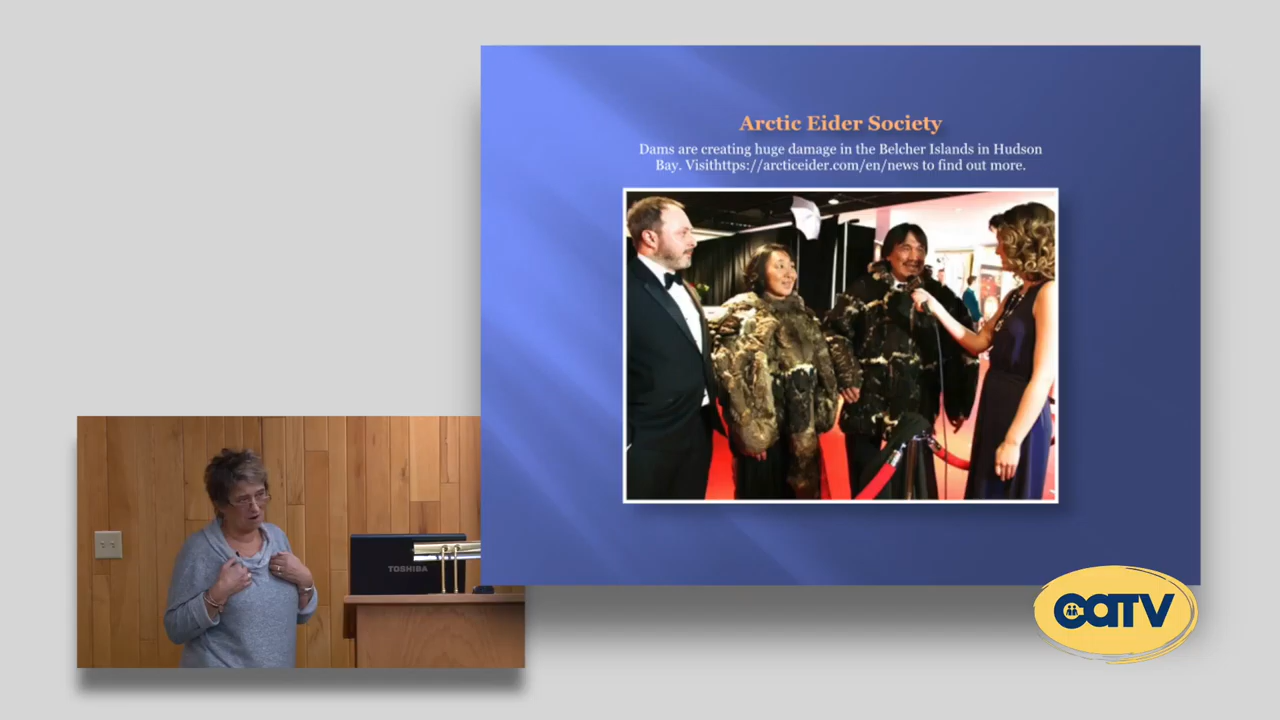 Arctic Eider Society
Dams are creating huge damage in the Belcher Islands in Hudson
Bay. Visithttps://arcticeider.com/en/news to find out more.
TOSHIBA
CATV